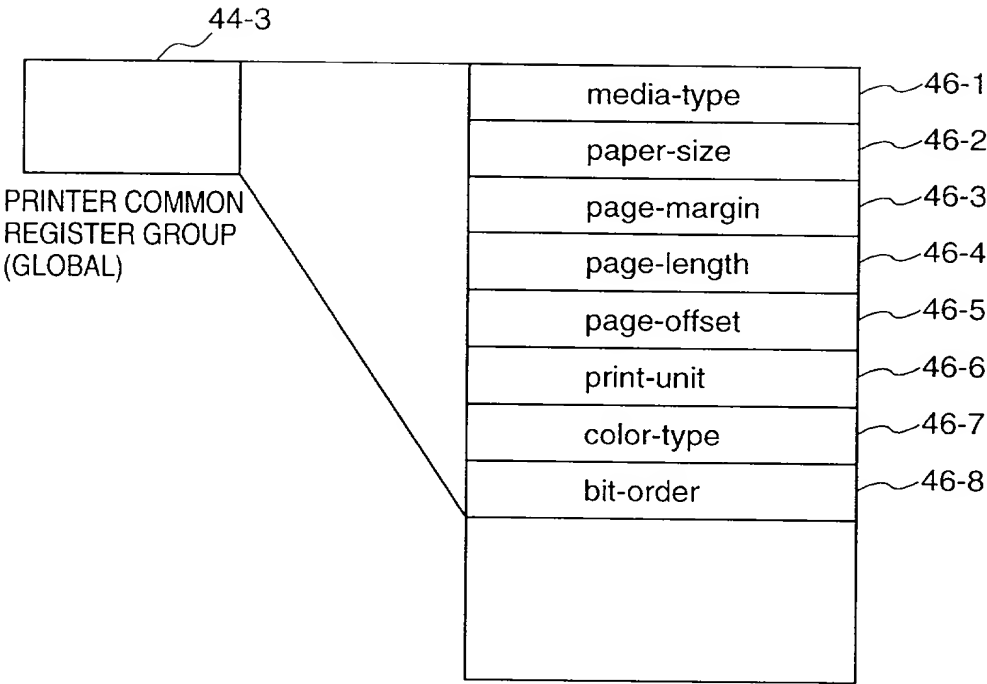 44-3
PRINTER COMMON
REGISTER GROUP
(GLOBAL)
media-type 46-1
paper-size 46-2
page-margin 46-3
page-length 46-4
page-offset 46-5
print-unit 46-6
color-type 46-7
bit-order 46-8